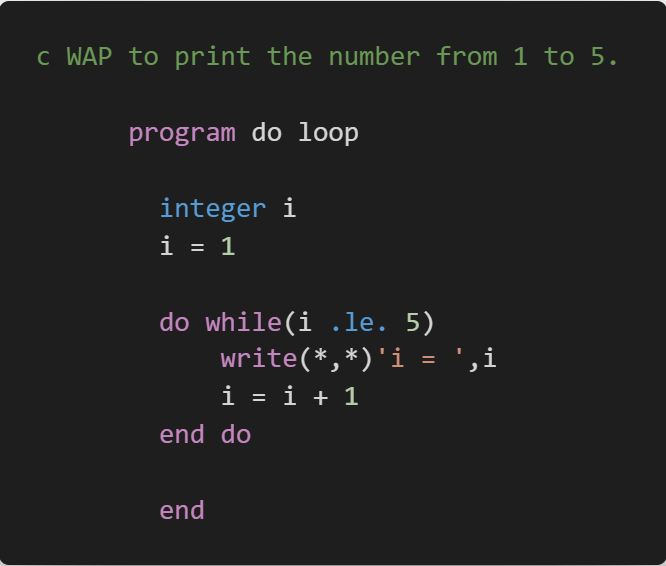 c WAP to print the number from 1 to 5.
program do loop
integer i
i = 1
do while(i .le. 5)
write(*,*)'i = ',i
i = i + 1
end do
end